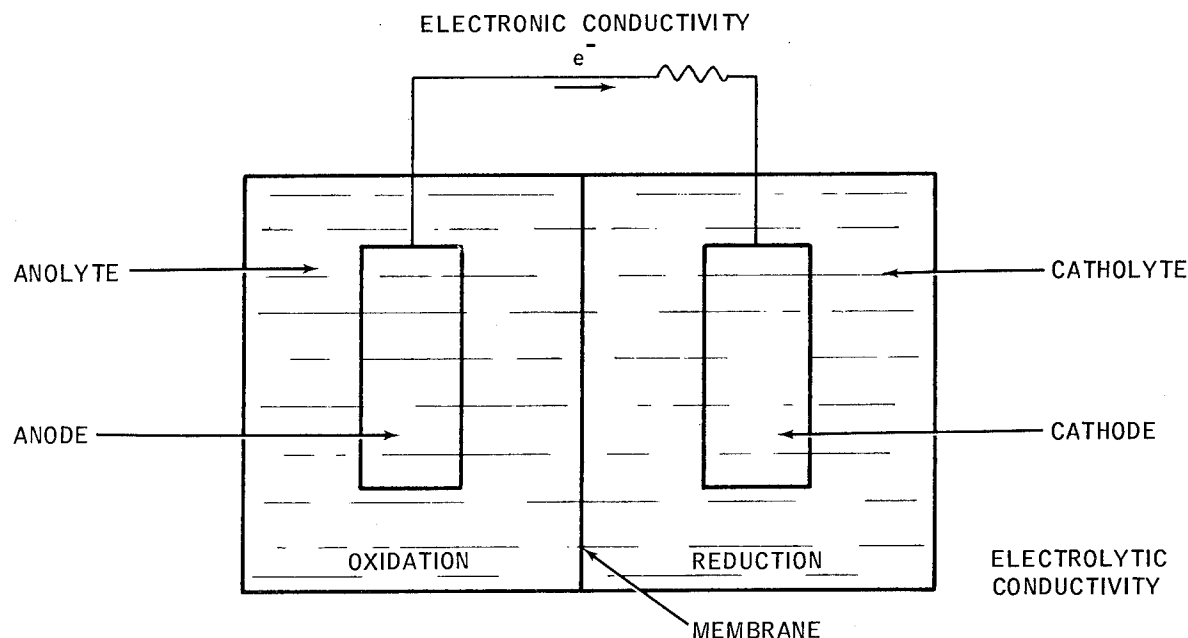 ELECTRONIC CONDUCTIVITY
e⁻
ANOLYTE
CATHOLYTE
ANODE
CATHODE
OXIDATION
REDUCTION
ELECTROLYTIC
CONDUCTIVITY
MEMBRANE